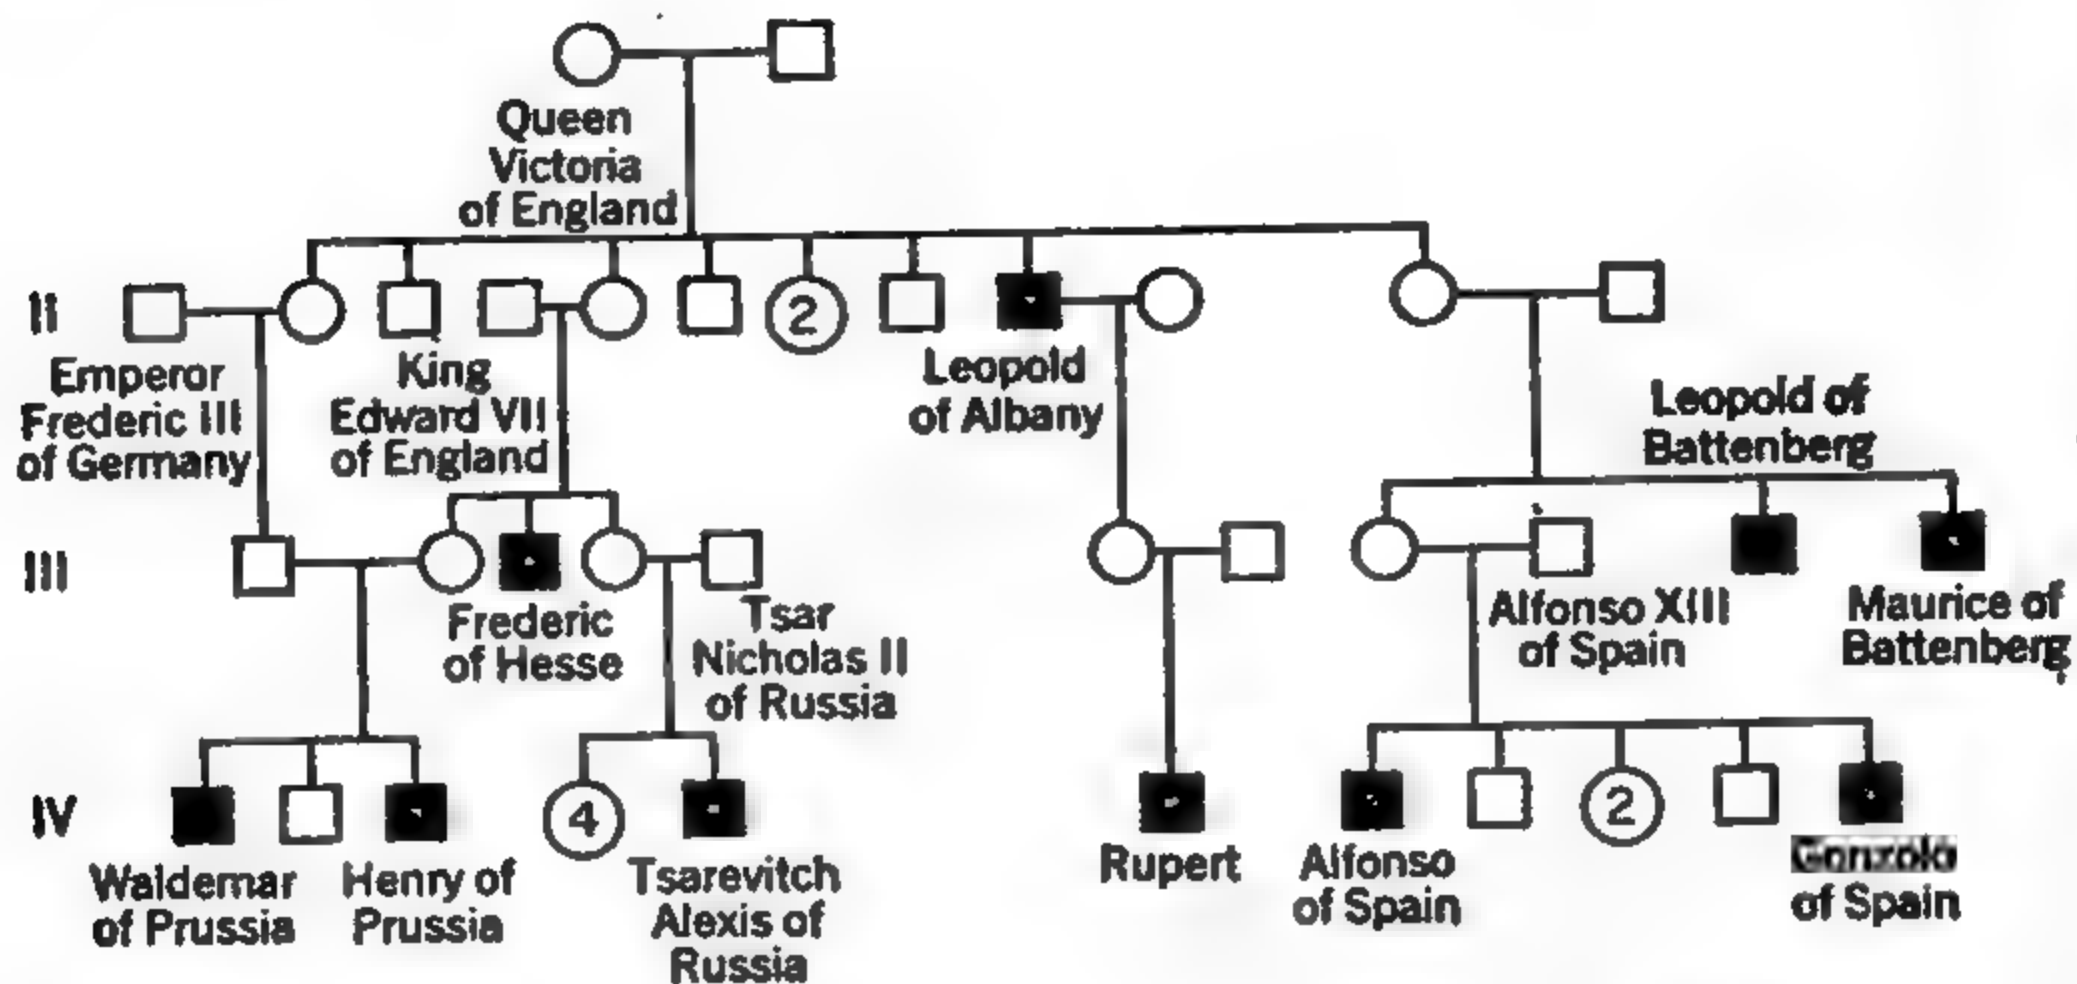 Queen
Victoria
of England
II
2
Emperor
Frederic III
of Germany
King
Edward VII
of England
Leopold
of Albany
Leopold of
Battenberg
III
Frederic
of Hesse
Tsar
Nicholas II
of Russia
Alfonso XIII
of Spain
Maurice of
Battenberg
IV
4
2
Waldemar
of Prussia
Henry of
Prussia
Tsarevitch
Alexis of
Russia
Rupert
Alfonso
of Spain
of Spain